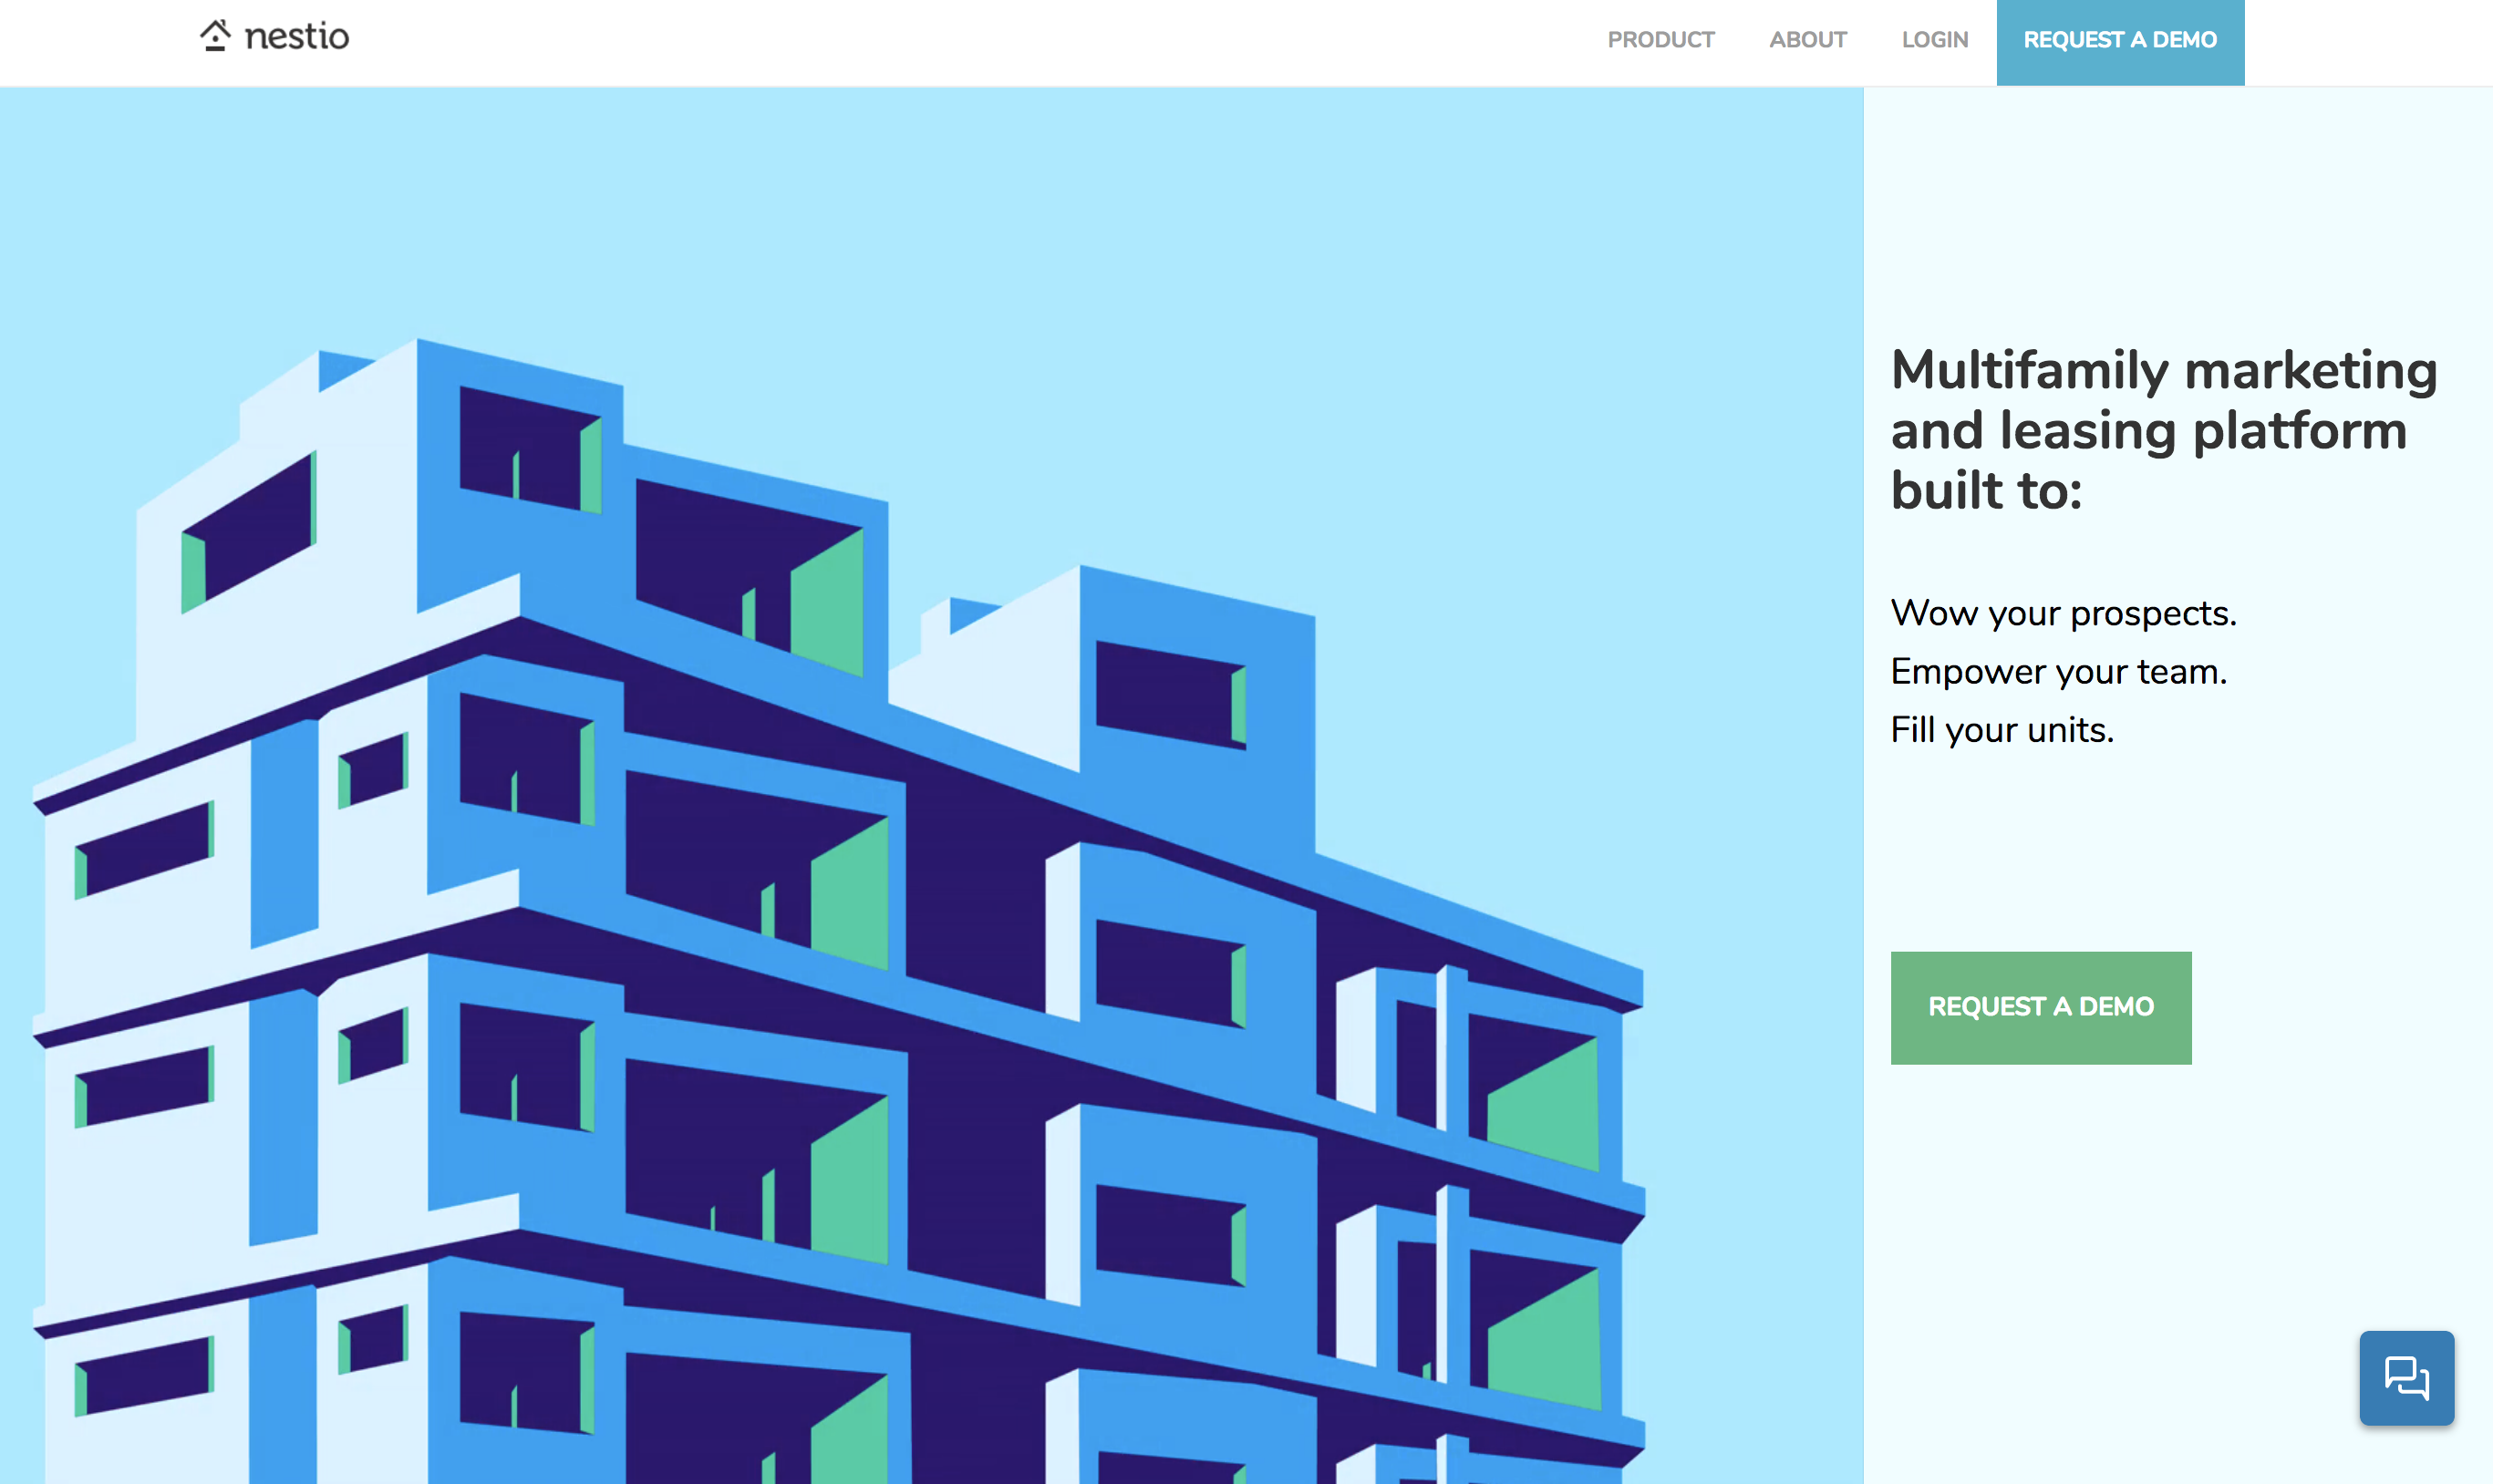 nestio
PRODUCT
ABOUT
LOGIN
REQUEST A DEMO
Multifamily marketing
and leasing platform
built to:
Wow your prospects.
Empower your team.
Fill your units.
REQUEST A DEMO